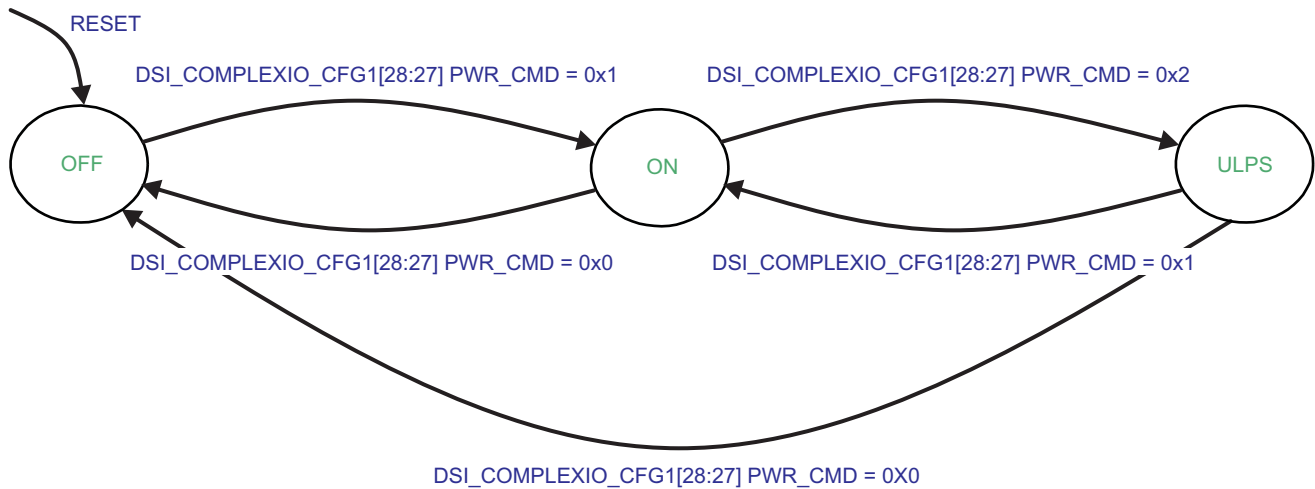 RESET
DSI_COMPLEXIO_CFG1[28:27] PWR_CMD = 0x1
DSI_COMPLEXIO_CFG1[28:27] PWR_CMD = 0x2
OFF
ON
ULPS
DSI_COMPLEXIO_CFG1[28:27] PWR_CMD = 0x0
DSI_COMPLEXIO_CFG1[28:27] PWR_CMD = 0x1
DSI_COMPLEXIO_CFG1[28:27] PWR_CMD = 0X0